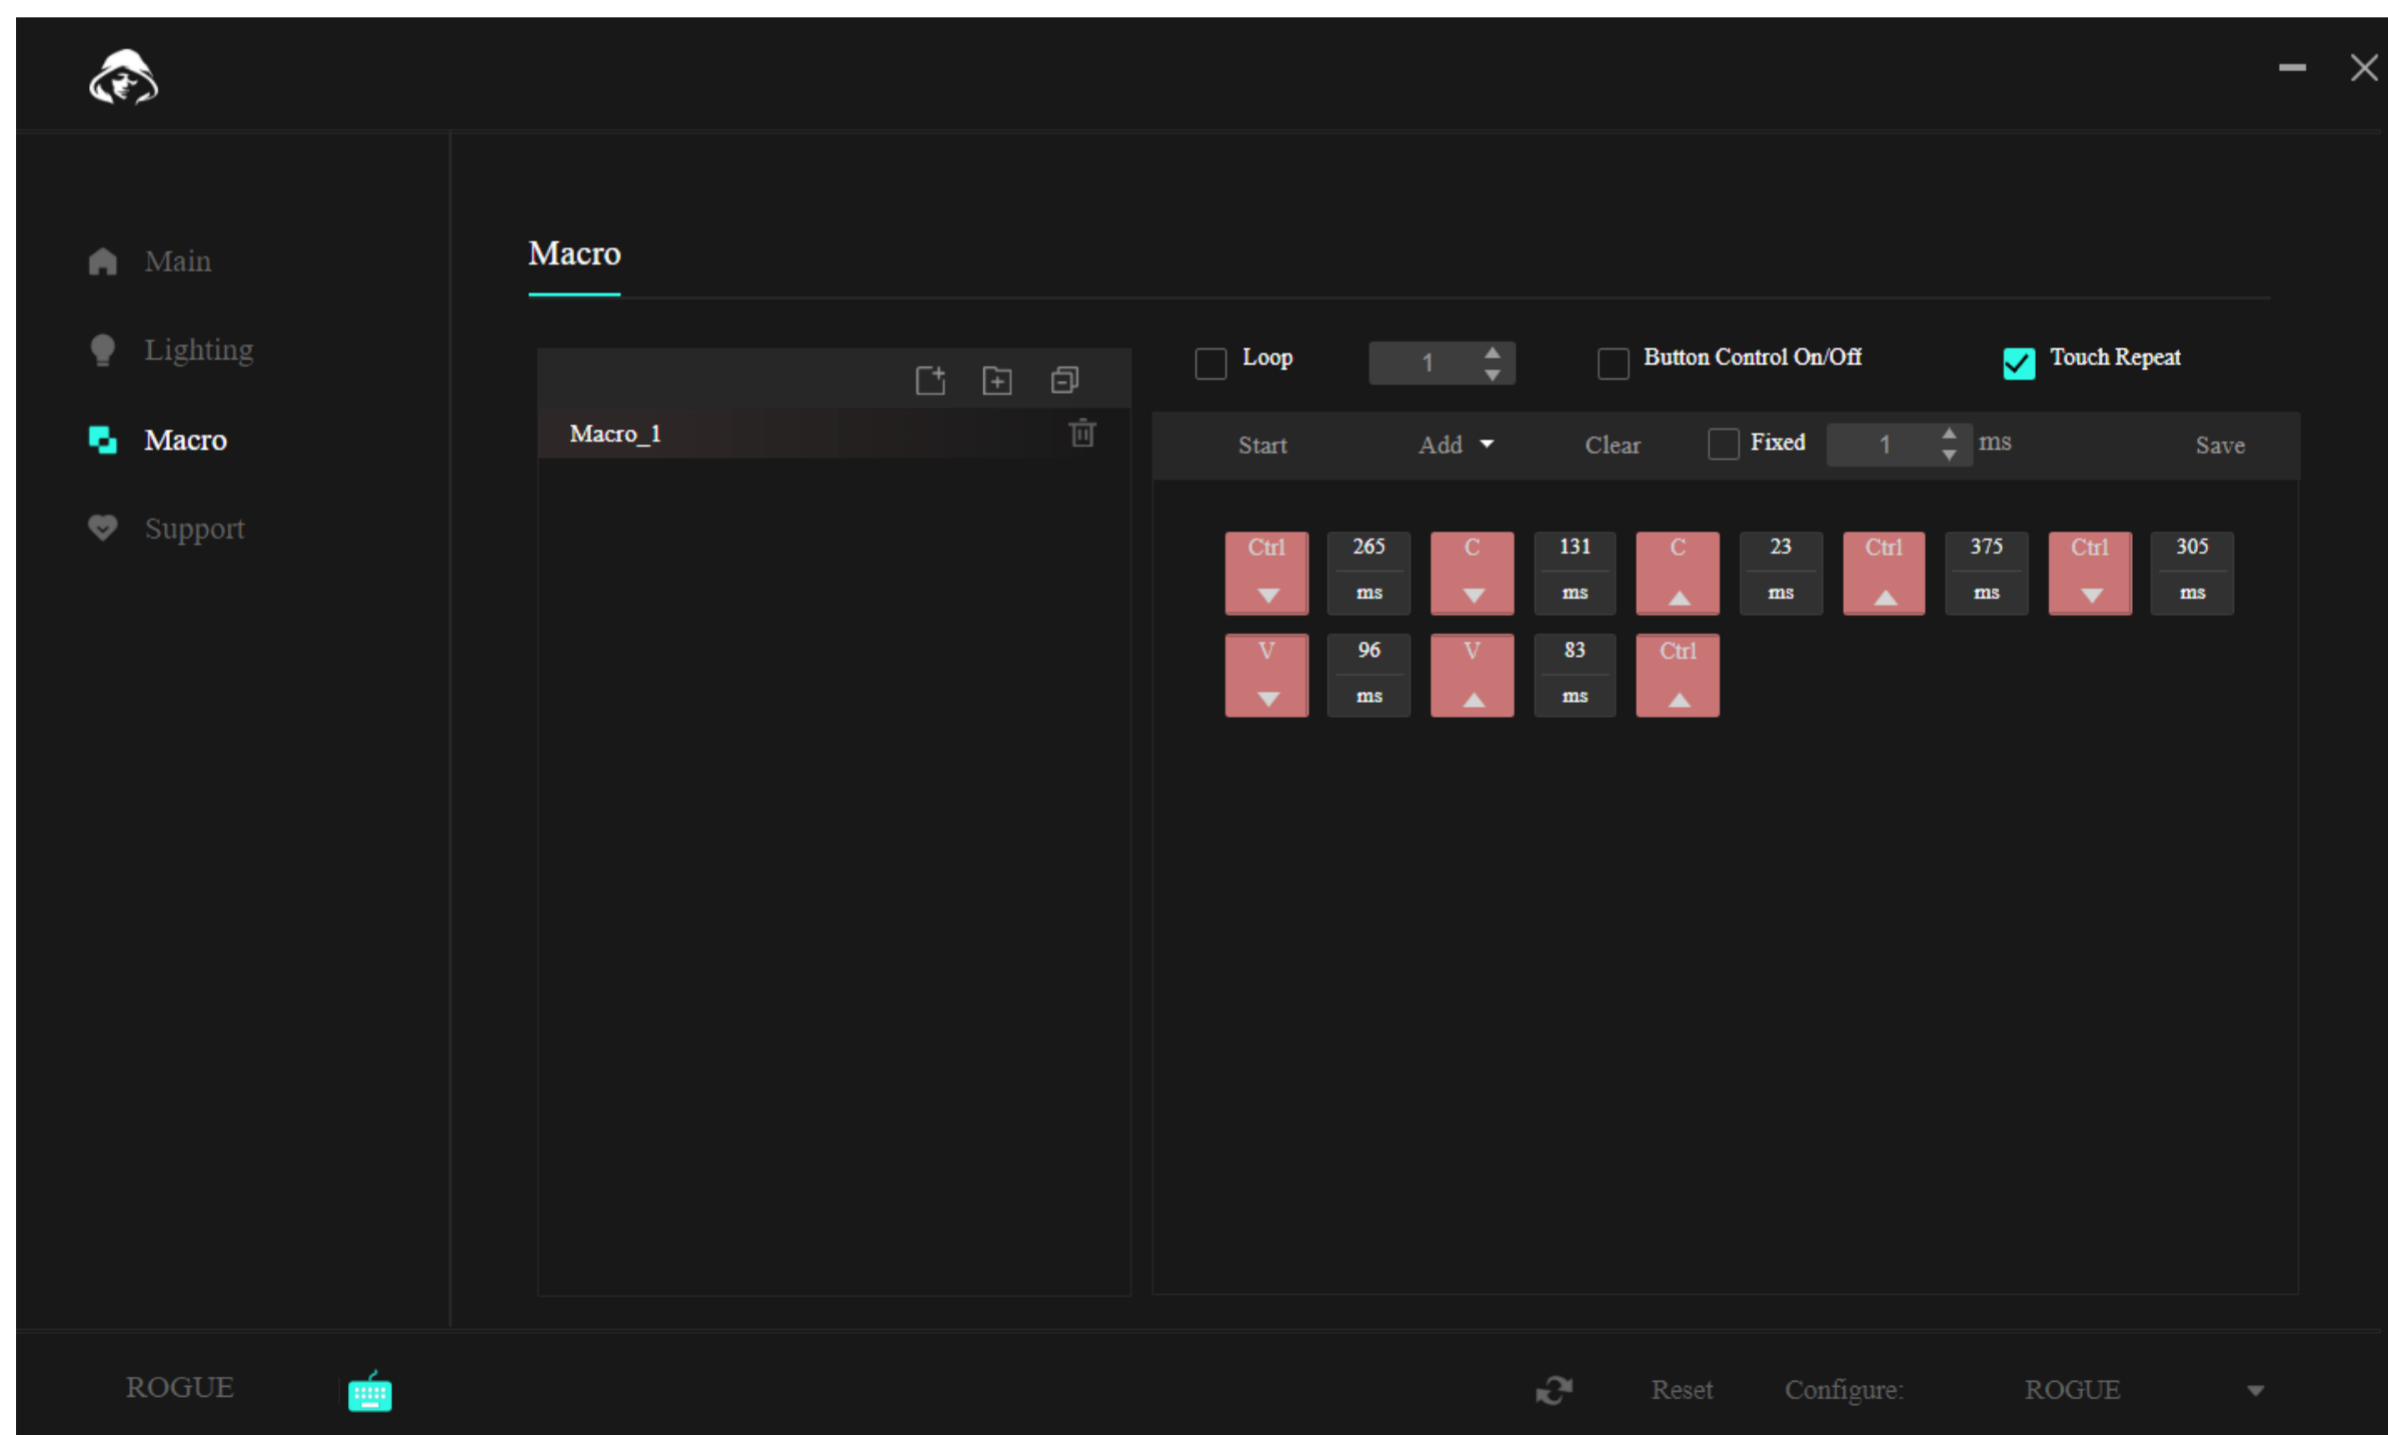 Main
Lighting
Macro
Support
Macro
Macro_1
Loop 1 Button Control On/Off Touch Repeat
Start Add Clear Fixed 1 ms Save
Ctrl 265 C 131 C 23 Ctrl 375 Ctrl 305
ms ms ms ms ms
V 96 V 83 Ctrl
ms ms
ROGUE Reset Configure: ROGUE